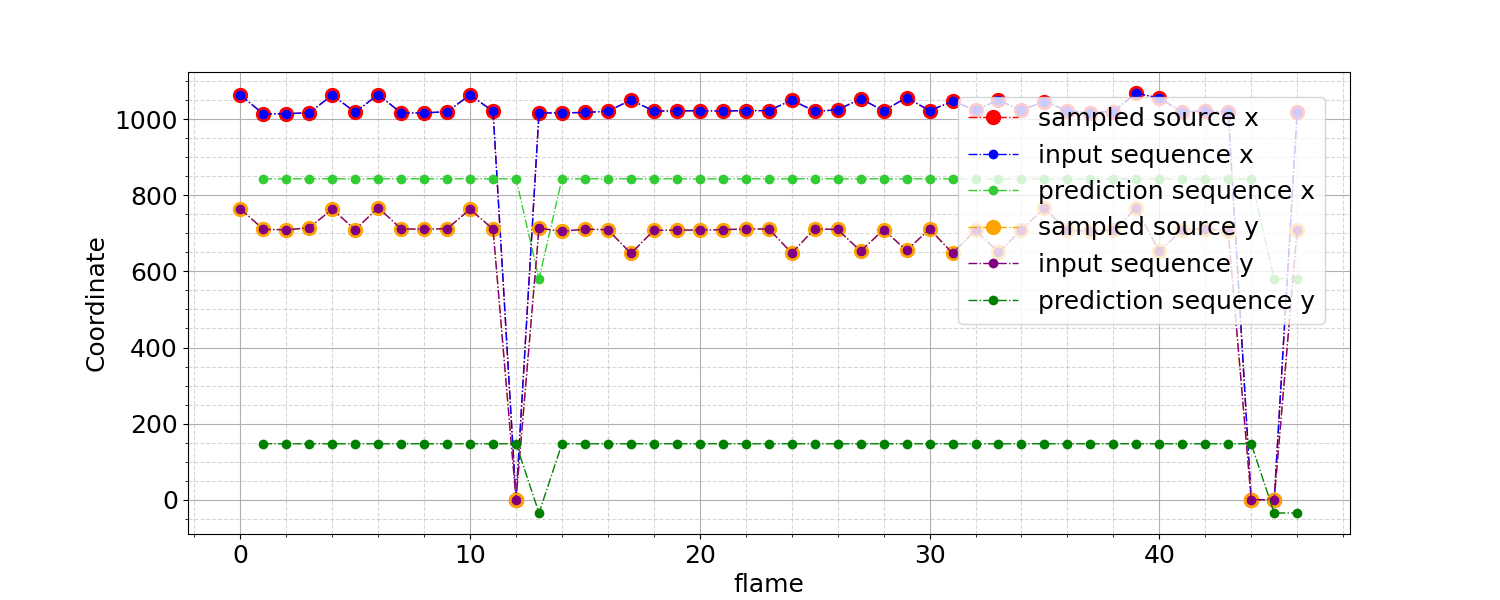 1000
800
600
400
200
0
Coordinate
0 10 20 30 40
flame
sampled source x
input sequence x
prediction sequence x
sampled source y
input sequence y
prediction sequence y